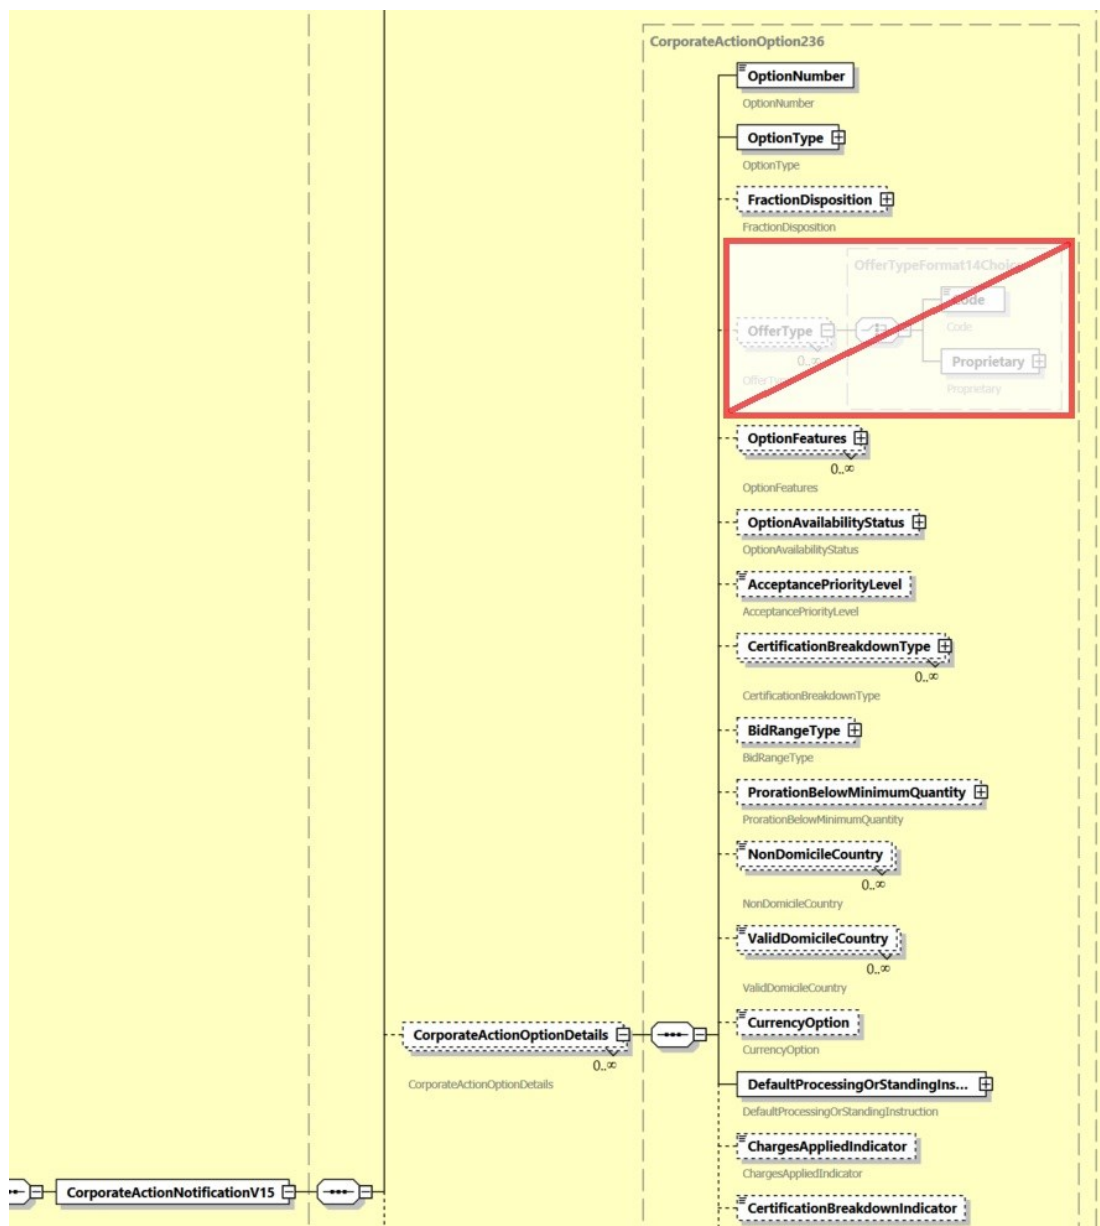 CorporateActionOption236
OptionNumber
OptionNumber
OptionType
OptionType
FractionDisposition
FractionDisposition
OfferTypeFormat14Choice
Code
OfferType
Code
0..∞
Proprietary
OfferType
Proprietary
OptionFeatures
0..∞
OptionFeatures
OptionAvailabilityStatus
OptionAvailabilityStatus
AcceptancePriorityLevel
AcceptancePriorityLevel
CertificationBreakdownType
0..∞
CertificationBreakdownType
BidRangeType
BidRangeType
ProrationBelowMinimumQuantity
ProrationBelowMinimumQuantity
NonDomicileCountry
0..∞
NonDomicileCountry
ValidDomicileCountry
0..∞
ValidDomicileCountry
CurrencyOption
CorporateActionOptionDetails
CurrencyOption
0..∞
CorporateActionOptionDetails
DefaultProcessingOrStandingIns...
DefaultProcessingOrStandingInstruction
ChargesAppliedIndicator
ChargesAppliedIndicator
CorporateActionNotificationV15
CertificationBreakdownIndicator